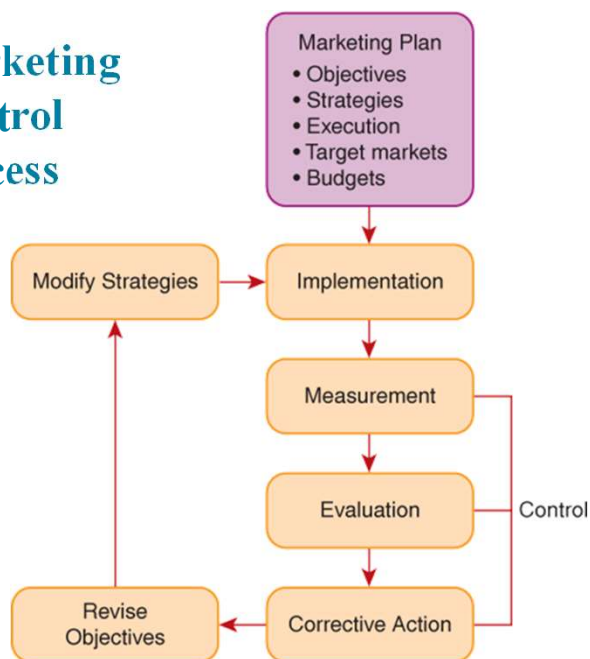 rketing
trol
cess
Marketing Plan
• Objectives
• Strategies
• Execution
• Target markets
• Budgets
Modify Strategies
Implementation
Measurement
Evaluation
Control
Revise
Objectives
Corrective Action